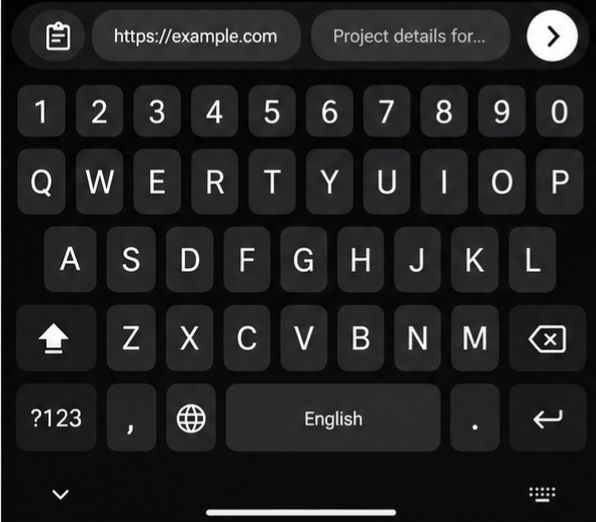 https://example.com Project details for...
1 2 3 4 5 6 7 8 9 0
Q W E R T Y U I O P
A S D F G H J K L
Z X C V B N M
?123 , English .